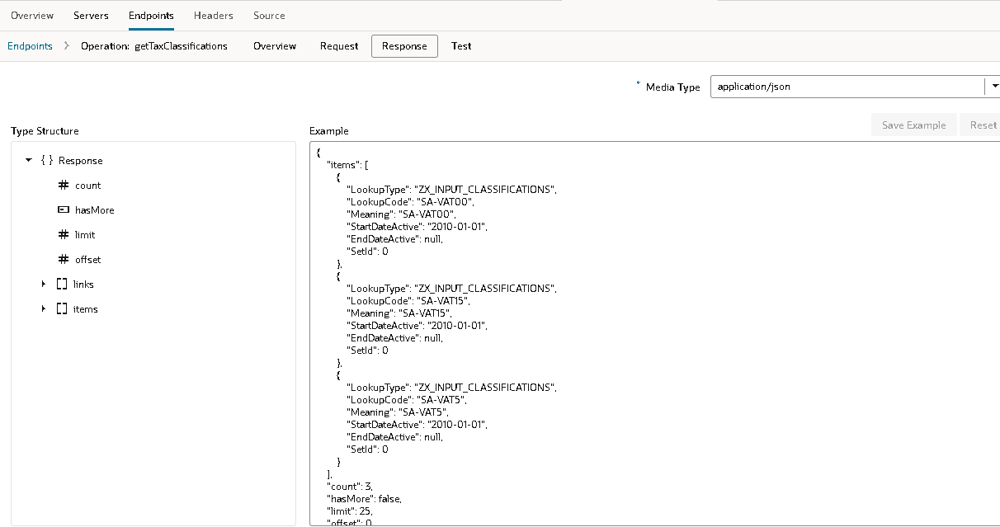 Overview Servers Endpoints Headers Source
Endpoints Operation: getTaxClassifications Overview Request Response Test
* Media Type application/json
Save Example Reset
Type Structure
Response
count
hasMore
limit
offset
links
items
Example
{
"items": [
{
"LookupType": "ZX_INPUT_CLASSIFICATIONS",
"LookupCode": "SA-VAT00",
"Meaning": "SA-VAT00",
"StartDateActive": "2010-01-01",
"EndDateActive": null,
"SetId": 0
},
{
"LookupType": "ZX_INPUT_CLASSIFICATIONS",
"LookupCode": "SA-VAT15",
"Meaning": "SA-VAT15",
"StartDateActive": "2010-01-01",
"EndDateActive": null,
"SetId": 0
},
{
"LookupType": "ZX_INPUT_CLASSIFICATIONS",
"LookupCode": "SA-VAT5",
"Meaning": "SA-VAT5",
"StartDateActive": "2010-01-01",
"EndDateActive": null,
"SetId": 0
}
],
"count": 3,
"hasMore": false,
"limit": 25,
"offset": 0,